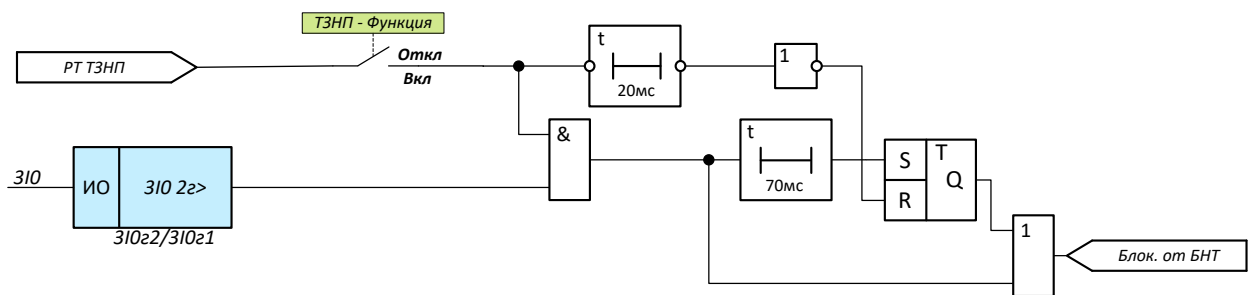 ТЗНП - Функция
РТ ТЗНП
Откл
Вкл
t
20мс
1
&
t
70мс
S
T
Q
R
3I0
ИО
3I0 2г>
3I0г2/3I0г1
1
Блок. от БНТ